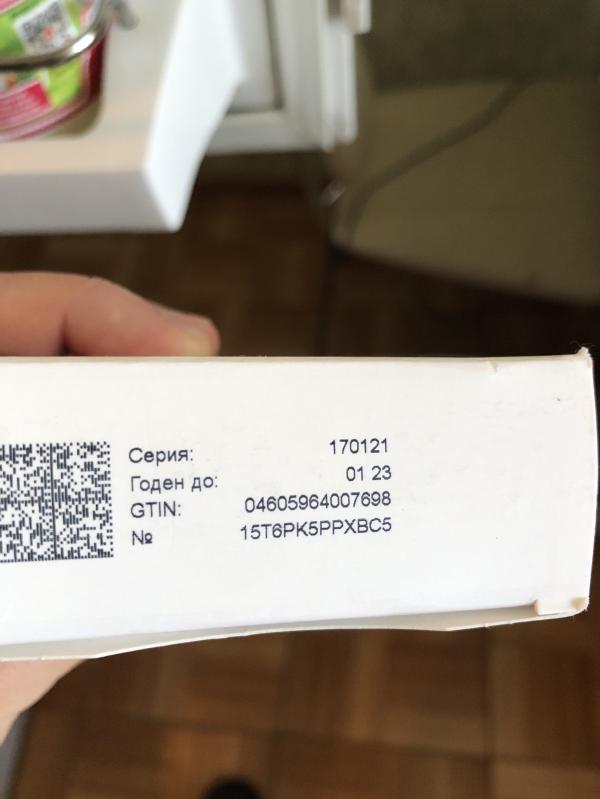 Серия: 170121
Годен до: 01 23
GTIN: 04605964007698
№ 15T6PK5PPXBC5